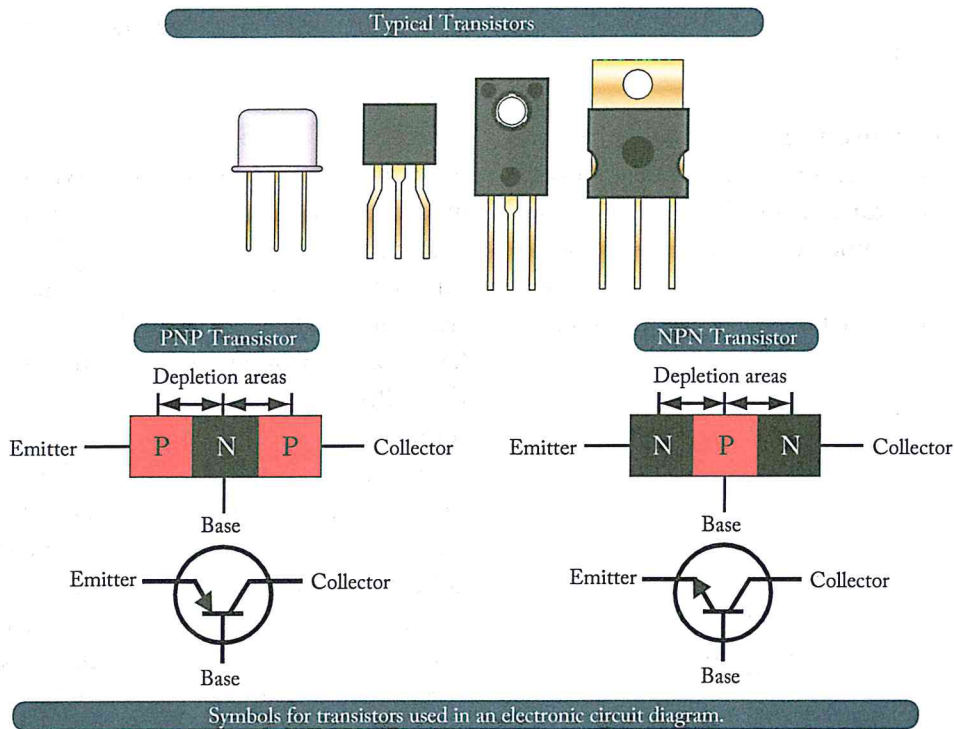 Typical Transistors
PNP Transistor
Depletion areas
Emitter
P
N
P
Collector
Base
Emitter
Collector
Base
NPN Transistor
Depletion areas
Emitter
N
P
N
Collector
Base
Emitter
Collector
Base
Symbols for transistors used in an electronic circuit diagram.